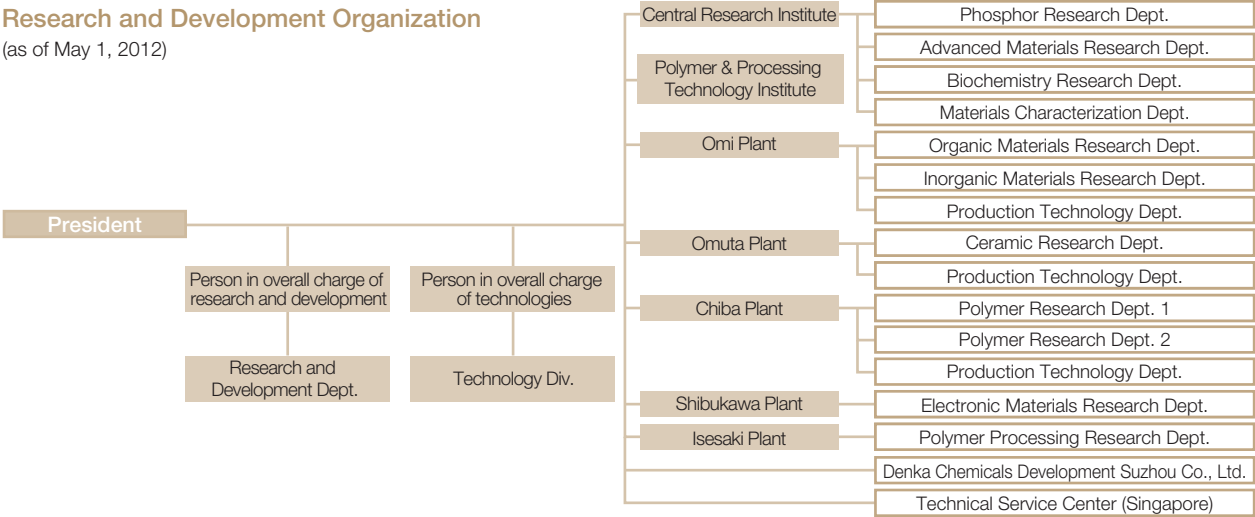 Research and Development Organization
(as of May 1, 2012)
President
Person in overall charge of
research and development
Research and
Development Dept.
Person in overall charge
of technologies
Technology Div.
Central Research Institute
Phosphor Research Dept.
Advanced Materials Research Dept.
Biochemistry Research Dept.
Materials Characterization Dept.
Polymer & Processing
Technology Institute
Omi Plant
Organic Materials Research Dept.
Inorganic Materials Research Dept.
Production Technology Dept.
Omuta Plant
Ceramic Research Dept.
Production Technology Dept.
Chiba Plant
Polymer Research Dept. 1
Polymer Research Dept. 2
Production Technology Dept.
Shibukawa Plant
Electronic Materials Research Dept.
Isesaki Plant
Polymer Processing Research Dept.
Denka Chemicals Development Suzhou Co., Ltd.
Technical Service Center (Singapore)